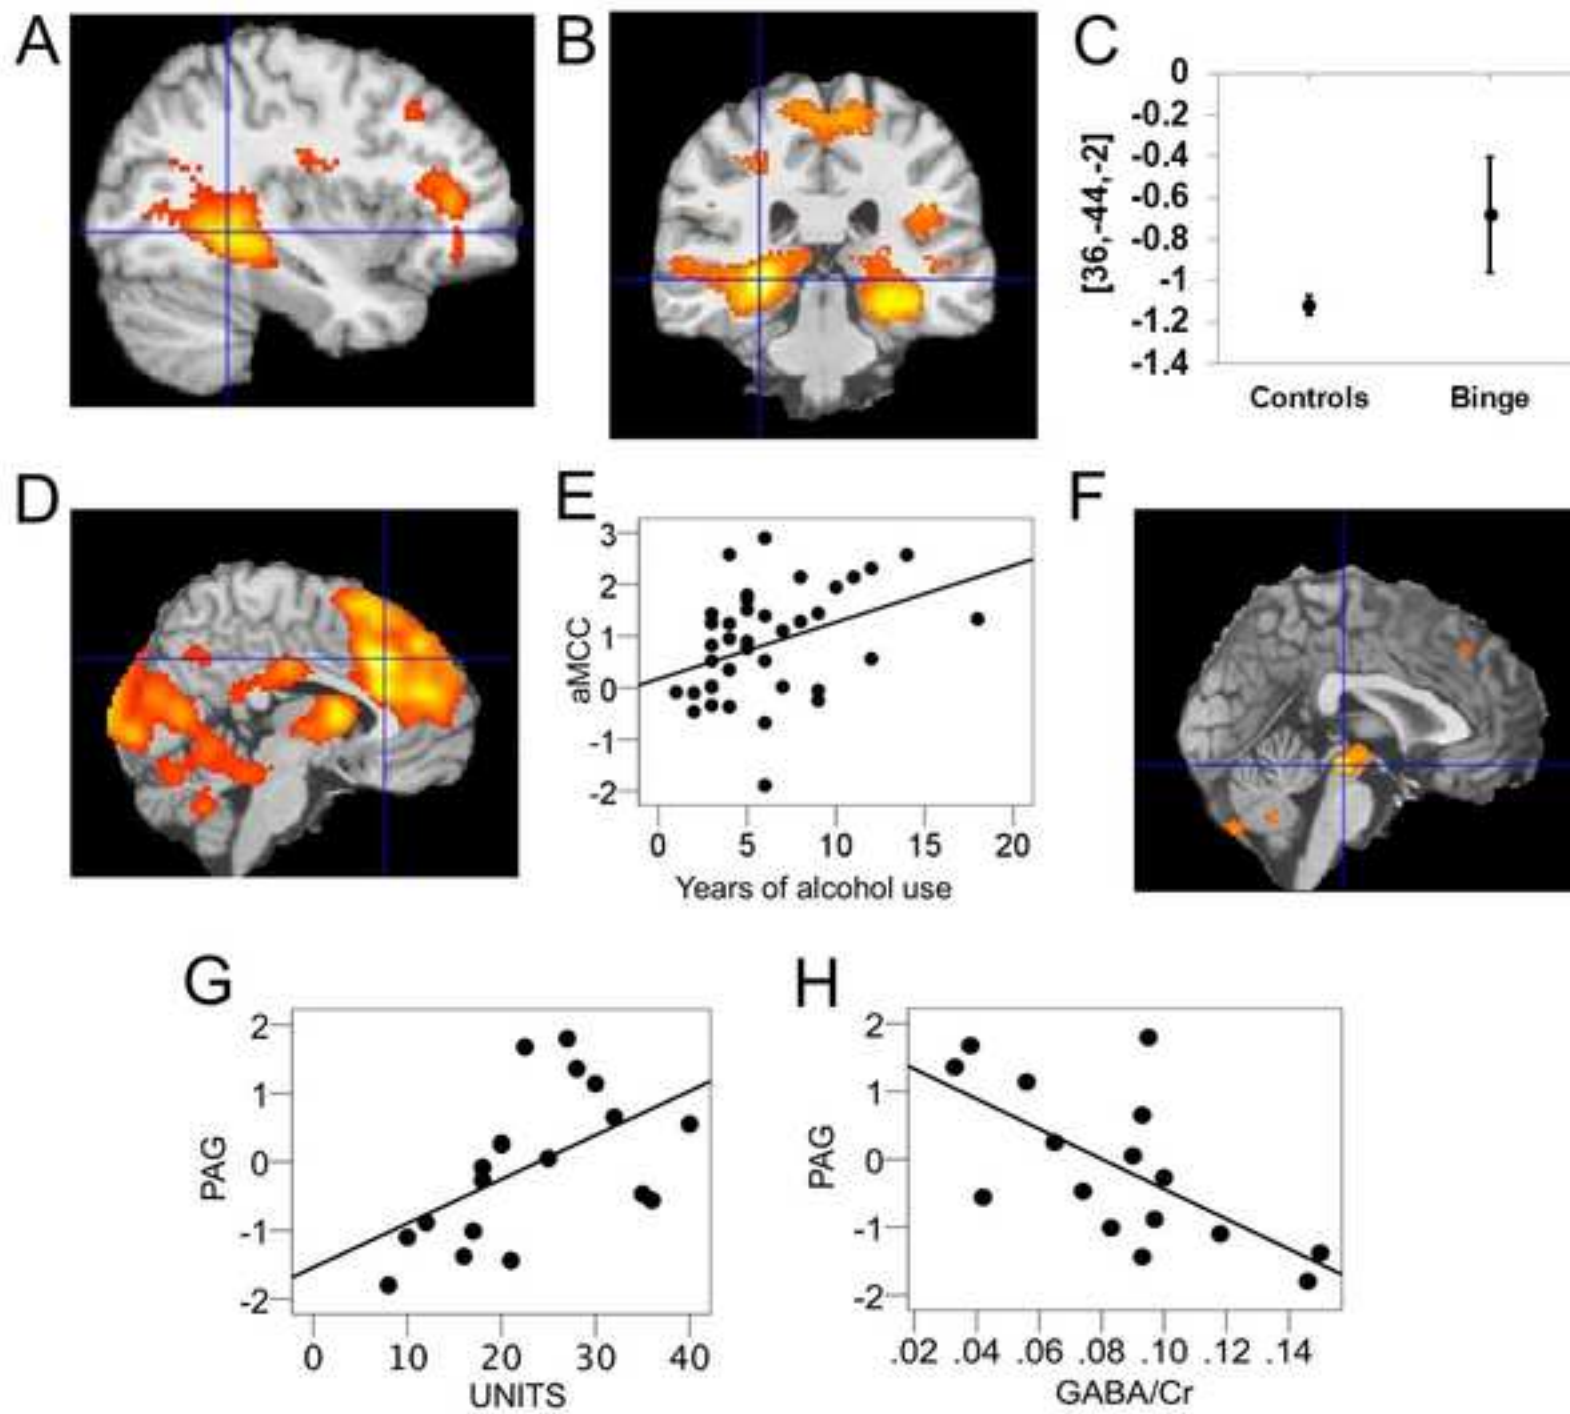 A
B
C
[36,-44,-2]
0
-0.2
-0.4
-0.6
-0.8
-1
-1.2
-1.4
Controls Binge
D
E
aMCC
3
2
1
0
-1
-2
0 5 10 15 20
Years of alcohol use
F
G
PAG
2
1
0
-1
-2
0 10 20 30 40
UNITS
H
PAG
2
1
0
-1
-2
.02 .04 .06 .08 .10 .12 .14
GABA/Cr